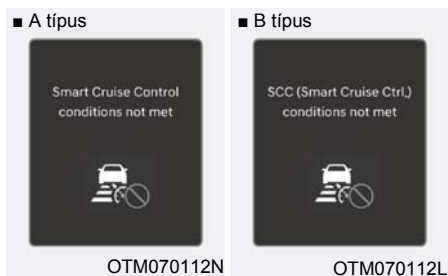 ■ A típus
Smart Cruise Control
conditions not met
OTM070112N
■ B típus
SCC (Smart Cruise Ctrl.)
conditions not met
OTM070112L